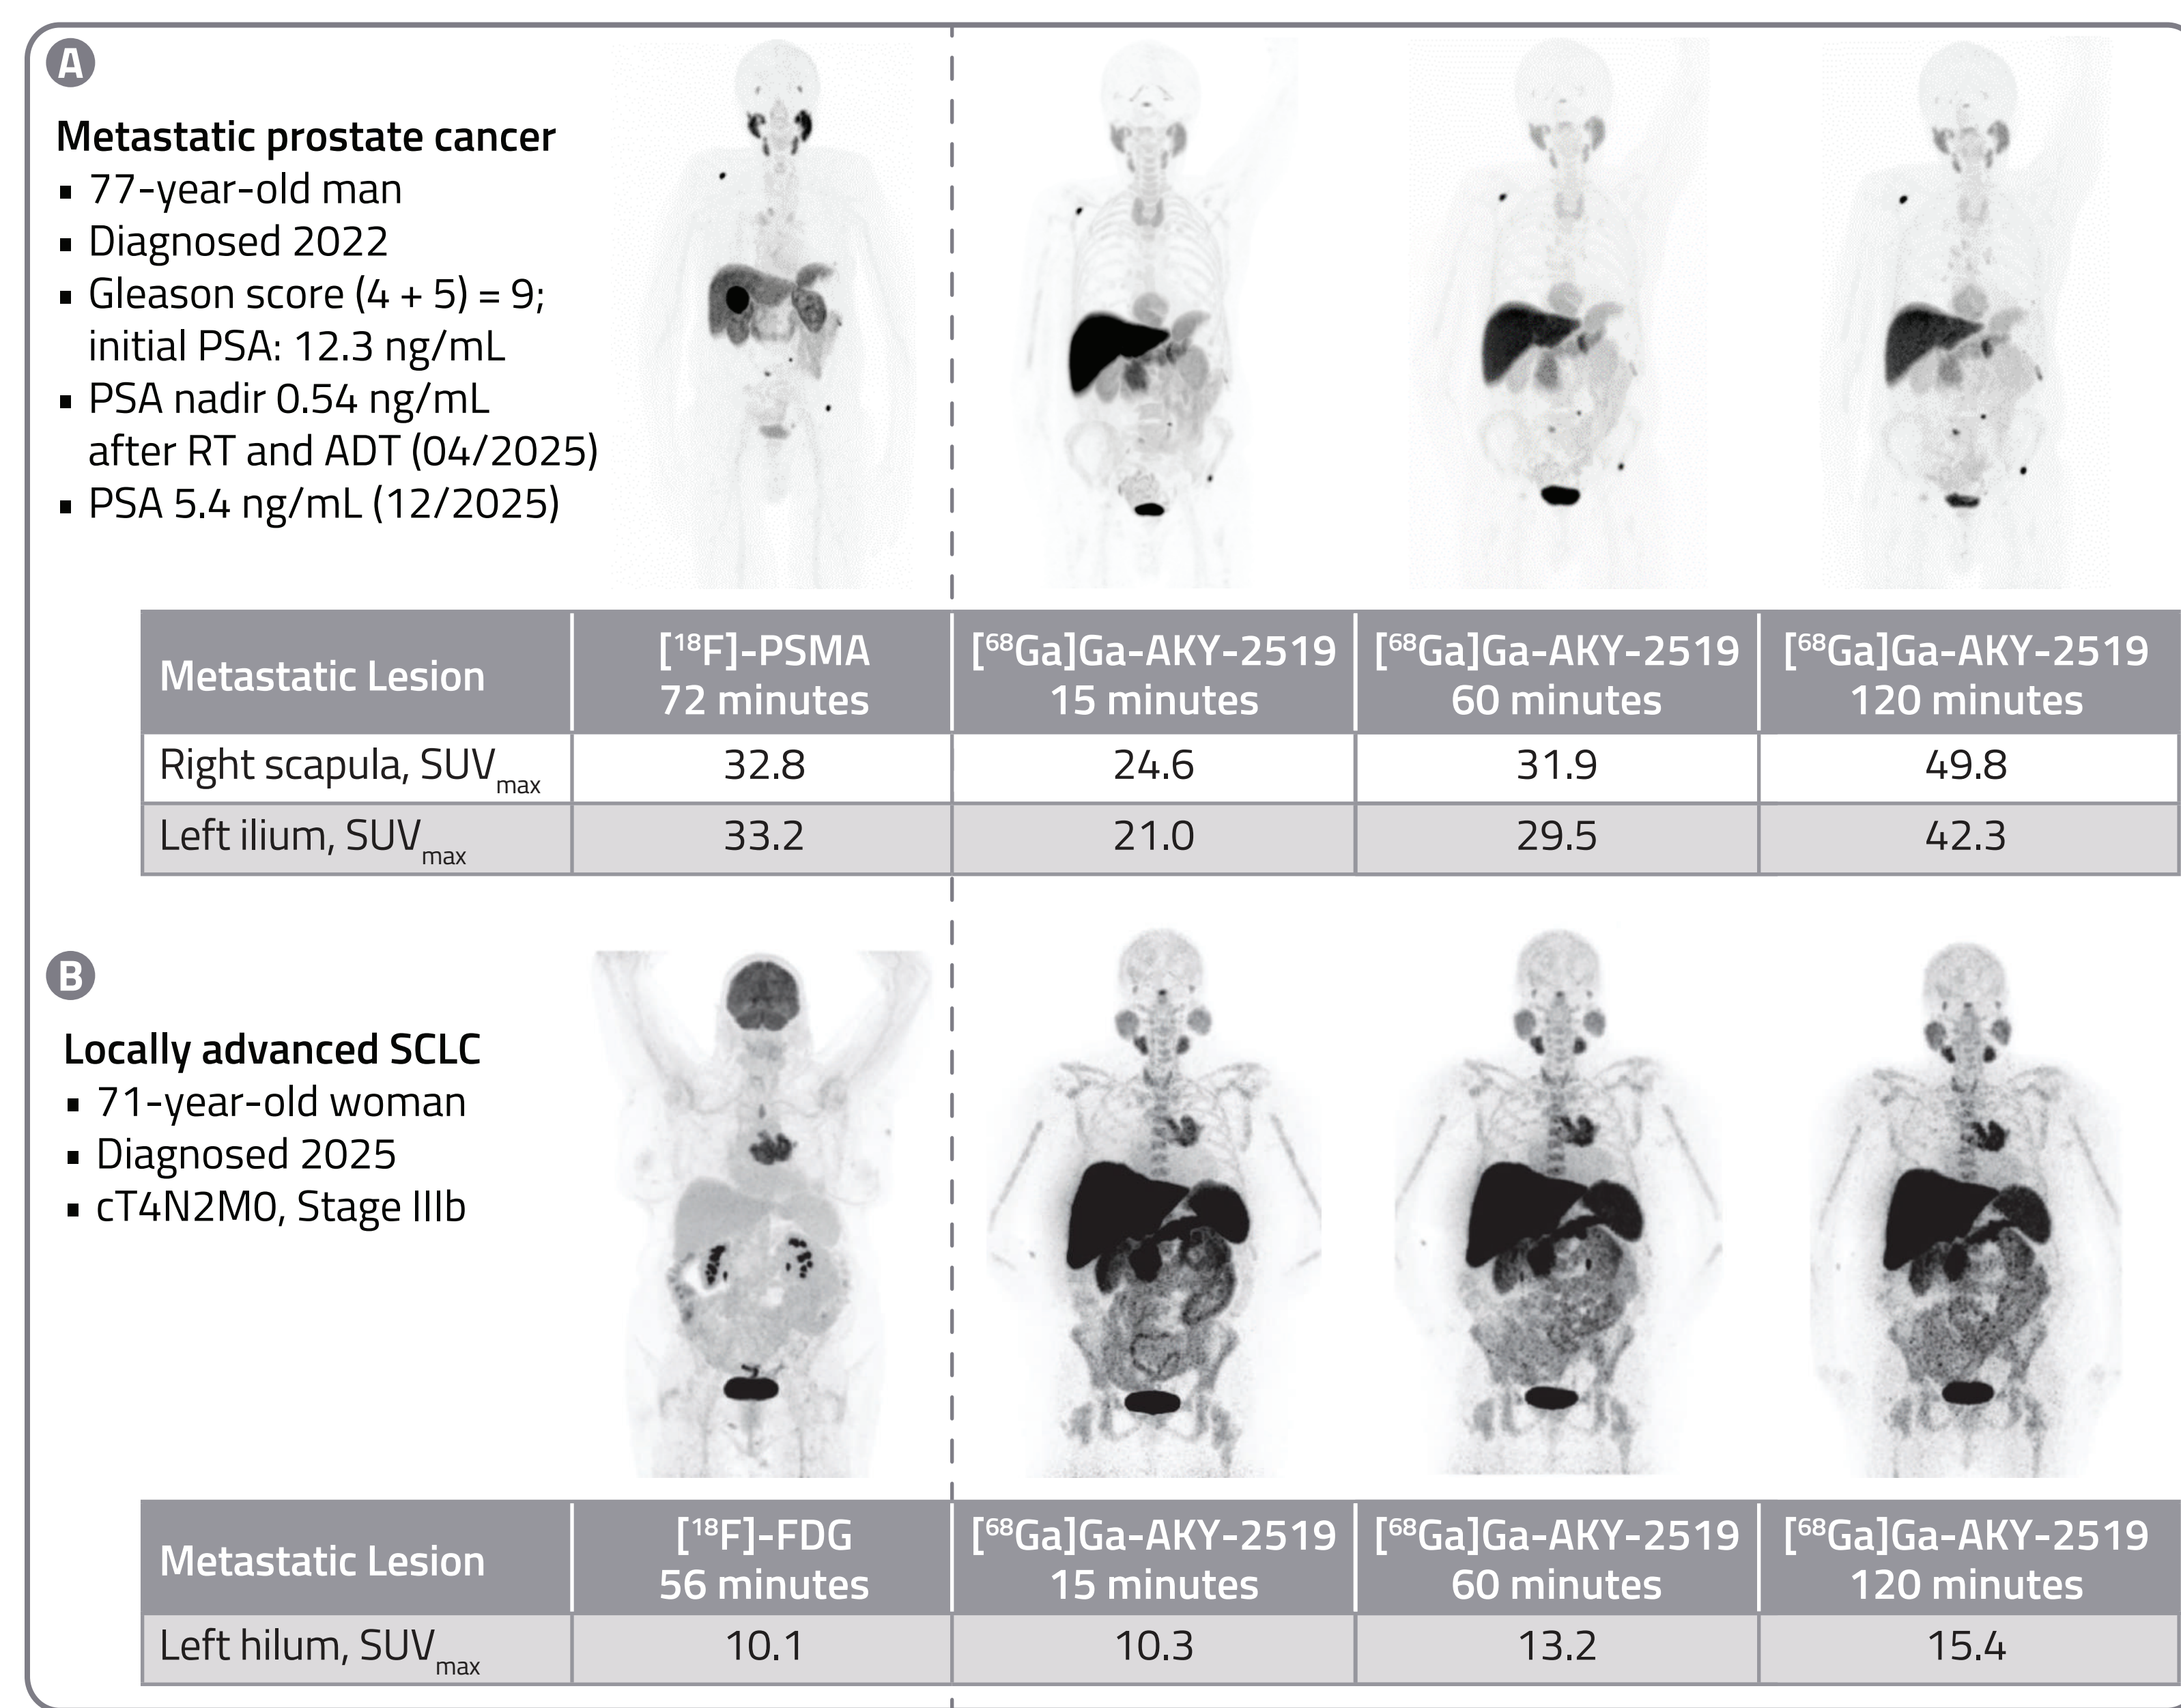 A
Metastatic prostate cancer
▪ 77-year-old man
▪ Diagnosed 2022
▪ Gleason score (4 + 5) = 9;
initial PSA: 12.3 ng/mL
▪ PSA nadir 0.54 ng/mL
after RT and ADT (04/2025)
▪ PSA 5.4 ng/mL (12/2025)
Metastatic Lesion
[¹⁸F]-PSMA
72 minutes
[⁶⁸Ga]Ga-AKY-2519
15 minutes
[⁶⁸Ga]Ga-AKY-2519
60 minutes
[⁶⁸Ga]Ga-AKY-2519
120 minutes
Right scapula, SUVmax 32.8 24.6 31.9 49.8
Left ilium, SUVmax 33.2 21.0 29.5 42.3
B
Locally advanced SCLC
▪ 71-year-old woman
▪ Diagnosed 2025
▪ cT4N2M0, Stage IIIb
Metastatic Lesion
[¹⁸F]-FDG
56 minutes
[⁶⁸Ga]Ga-AKY-2519
15 minutes
[⁶⁸Ga]Ga-AKY-2519
60 minutes
[⁶⁸Ga]Ga-AKY-2519
120 minutes
Left hilum, SUVmax 10.1 10.3 13.2 15.4